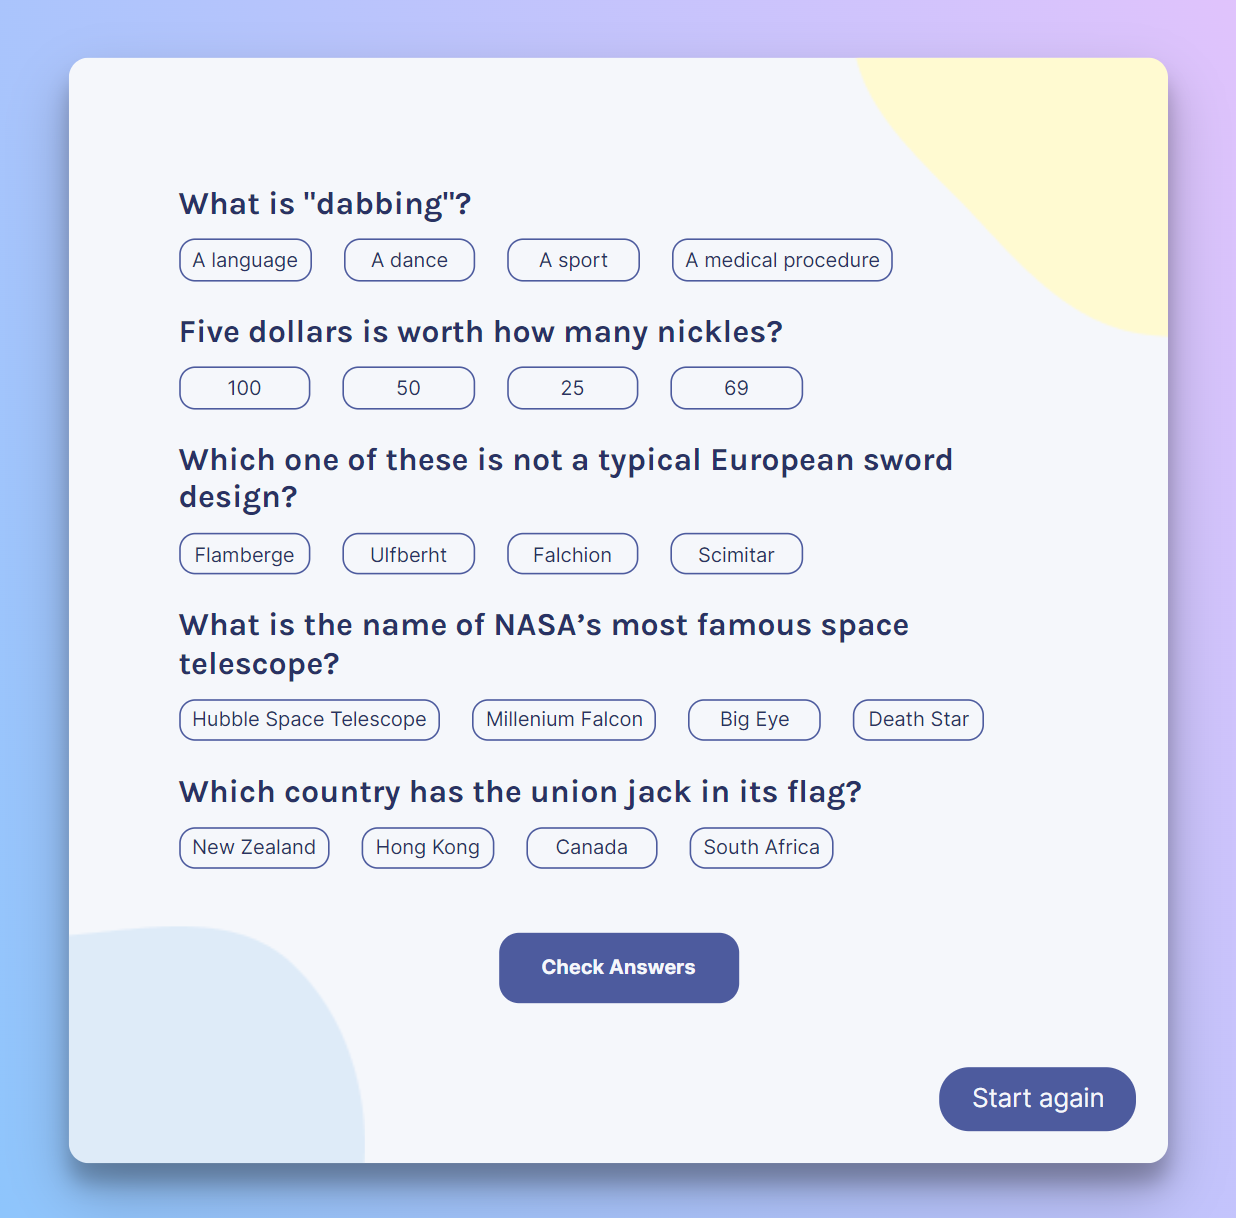 What is "dabbing"?
A language A dance A sport A medical procedure
Five dollars is worth how many nickles?
100 50 25 69
Which one of these is not a typical European sword
design?
Flamberge Ulfberht Falchion Scimitar
What is the name of NASA’s most famous space
telescope?
Hubble Space Telescope Millenium Falcon Big Eye Death Star
Which country has the union jack in its flag?
New Zealand Hong Kong Canada South Africa
Check Answers
Start again